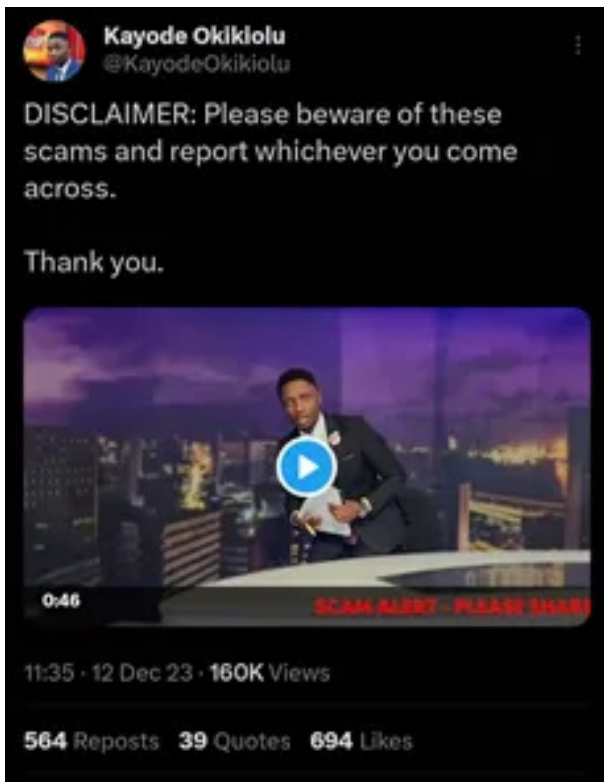 Kayode Okikiolu
@KayodeOkikiolu
DISCLAIMER: Please beware of these
scams and report whichever you come
across.
Thank you.
0:46
SCAM ALERT - PLEASE SHARE
11:35 · 12 Dec 23 · 160K Views
564 Reposts 39 Quotes 694 Likes